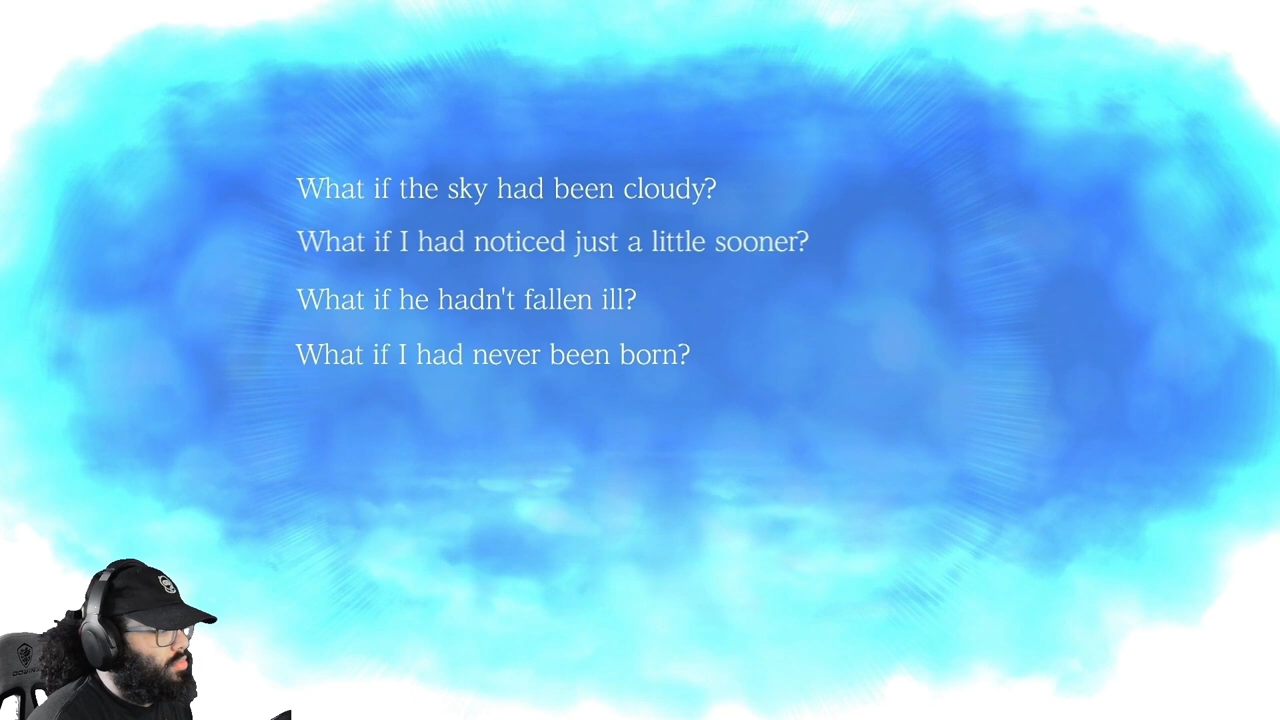 What if the sky had been cloudy?
What if I had noticed just a little sooner?
What if he hadn't fallen ill?
What if I had never been born?